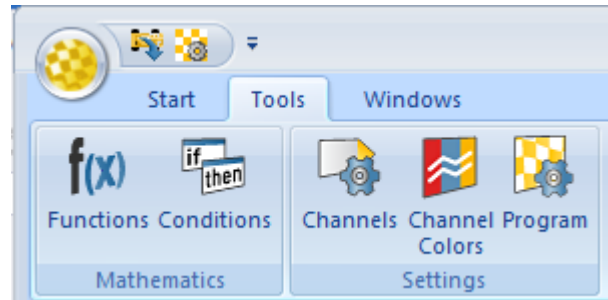 Start Tools Windows
f(x) if then
Functions Conditions Channels Channel Colors Program
Mathematics Settings